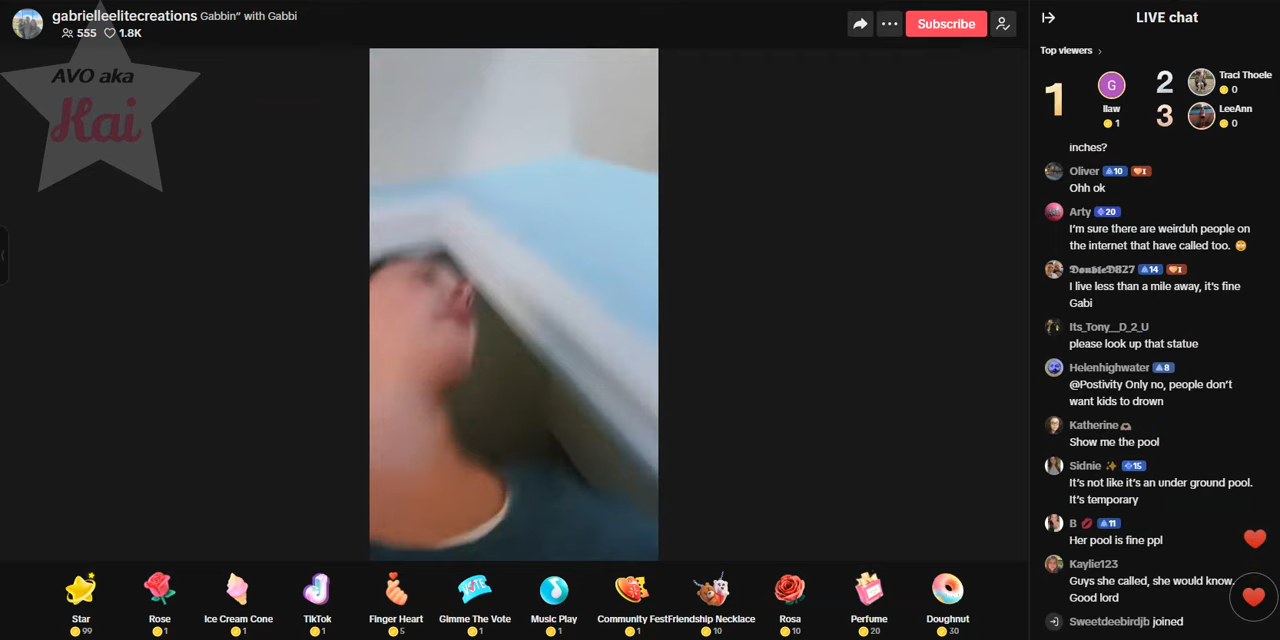 gabrielleelitecreations Gabbin" with Gabbi
555 1.8K
Subscribe
AVO aka
Kai
LIVE chat
Top viewers
1
G
llaw
1
2
Traci Thoele
0
3
LeeAnn
0
inches?
Oliver 10 I
Ohh ok
Arty 20
I'm sure there are weirduh people on
the internet that have called too.
𝕯𝖔𝖚𝖇𝖑𝖊𝕯827 14 I
I live less than a mile away, it's fine
Gabi
Its_Tony__D_2_U
please look up that statue
Helenhighwater 8
@Postivity Only no, people don't
want kids to drown
Katherine
Show me the pool
Sidnie 15
It's not like it's an under ground pool.
It's temporary
B 11
Her pool is fine ppl
Kaylie123
Guys she called, she would know.
Good lord
Sweetdeebirdjb joined
VOTE
Star
99
Rose
1
Ice Cream Cone
1
TikTok
1
Finger Heart
5
Gimme The Vote
1
Music Play
1
Community Fest
1
Friendship Necklace
10
Rosa
10
Perfume
20
Doughnut
30